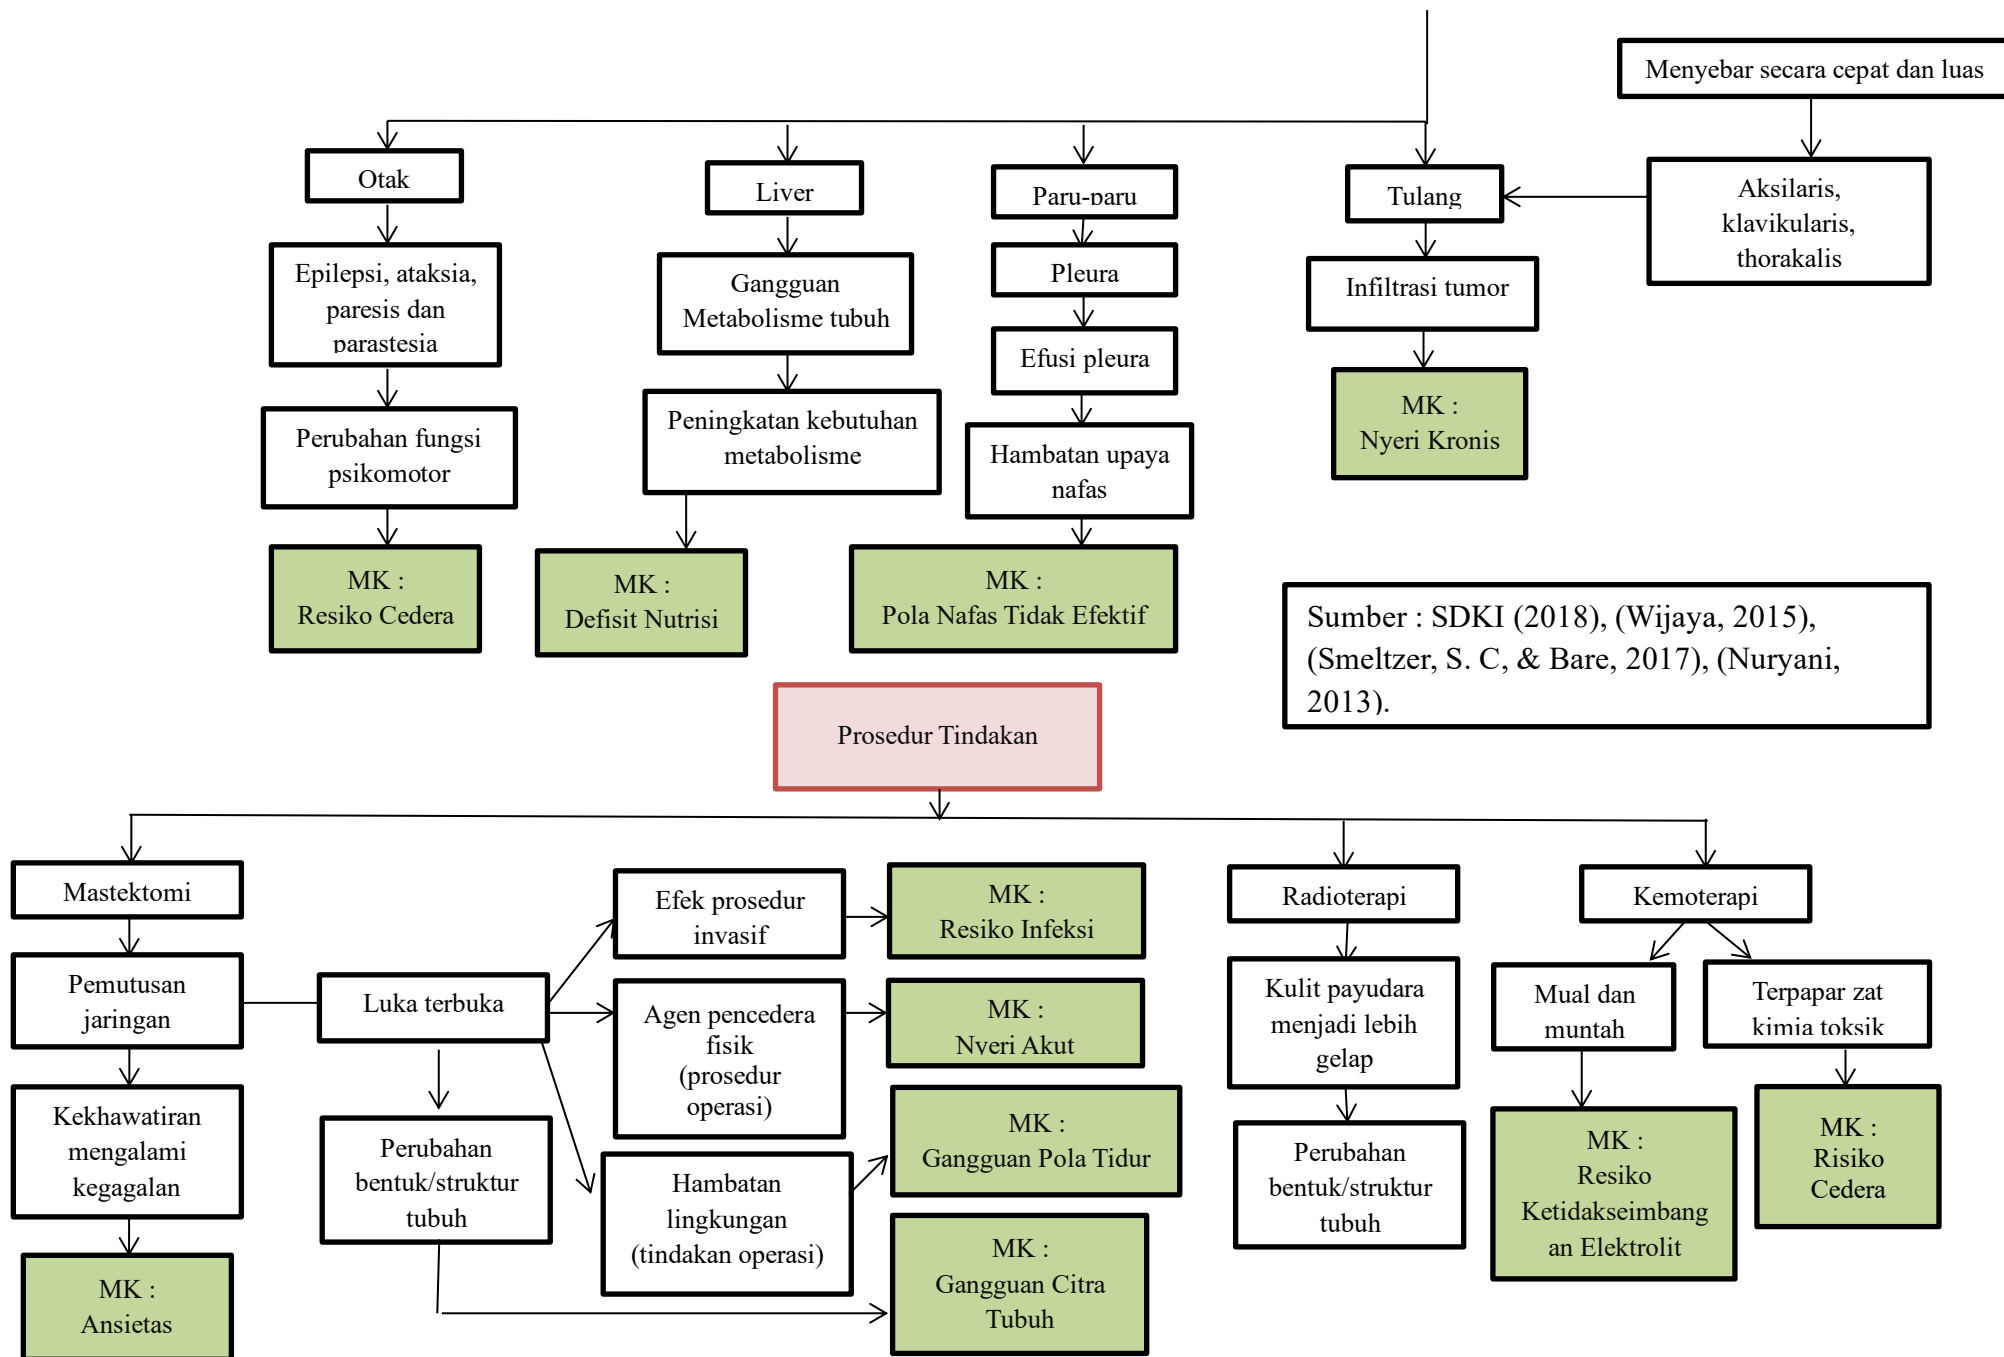 Menyebar secara cepat dan luas
Otak
Liver
Paru-paru
Tulang
Aksilaris,
klavikularis,
thorakalis
Epilepsi, ataksia,
paresis dan
parastesia
Gangguan
Metabolisme tubuh
Pleura
Infiltrasi tumor
Efusi pleura
Perubahan fungsi
psikomotor
Peningkatan kebutuhan
metabolisme
Hambatan upaya
nafas
MK :
Nyeri Kronis
MK :
Resiko Cedera
MK :
Defisit Nutrisi
MK :
Pola Nafas Tidak Efektif
Sumber : SDKI (2018), (Wijaya, 2015),
(Smeltzer, S. C, & Bare, 2017), (Nuryani,
2013).
Prosedur Tindakan
Mastektomi
Pemutusan
jaringan
Kekhawatiran
mengalami
kegagalan
MK :
Ansietas
Luka terbuka
Perubahan
bentuk/struktur
tubuh
Efek prosedur
invasif
Agen pencedera
fisik
(prosedur
operasi)
Hambatan
lingkungan
(tindakan operasi)
MK :
Resiko Infeksi
MK :
Nyeri Akut
MK :
Gangguan Pola Tidur
MK :
Gangguan Citra
Tubuh
Radioterapi
Kulit payudara
menjadi lebih
gelap
Perubahan
bentuk/struktur
tubuh
Kemoterapi
Mual dan
muntah
Terpapar zat
kimia toksik
MK :
Resiko
Ketidakseimbang
an Elektrolit
MK :
Risiko
Cedera